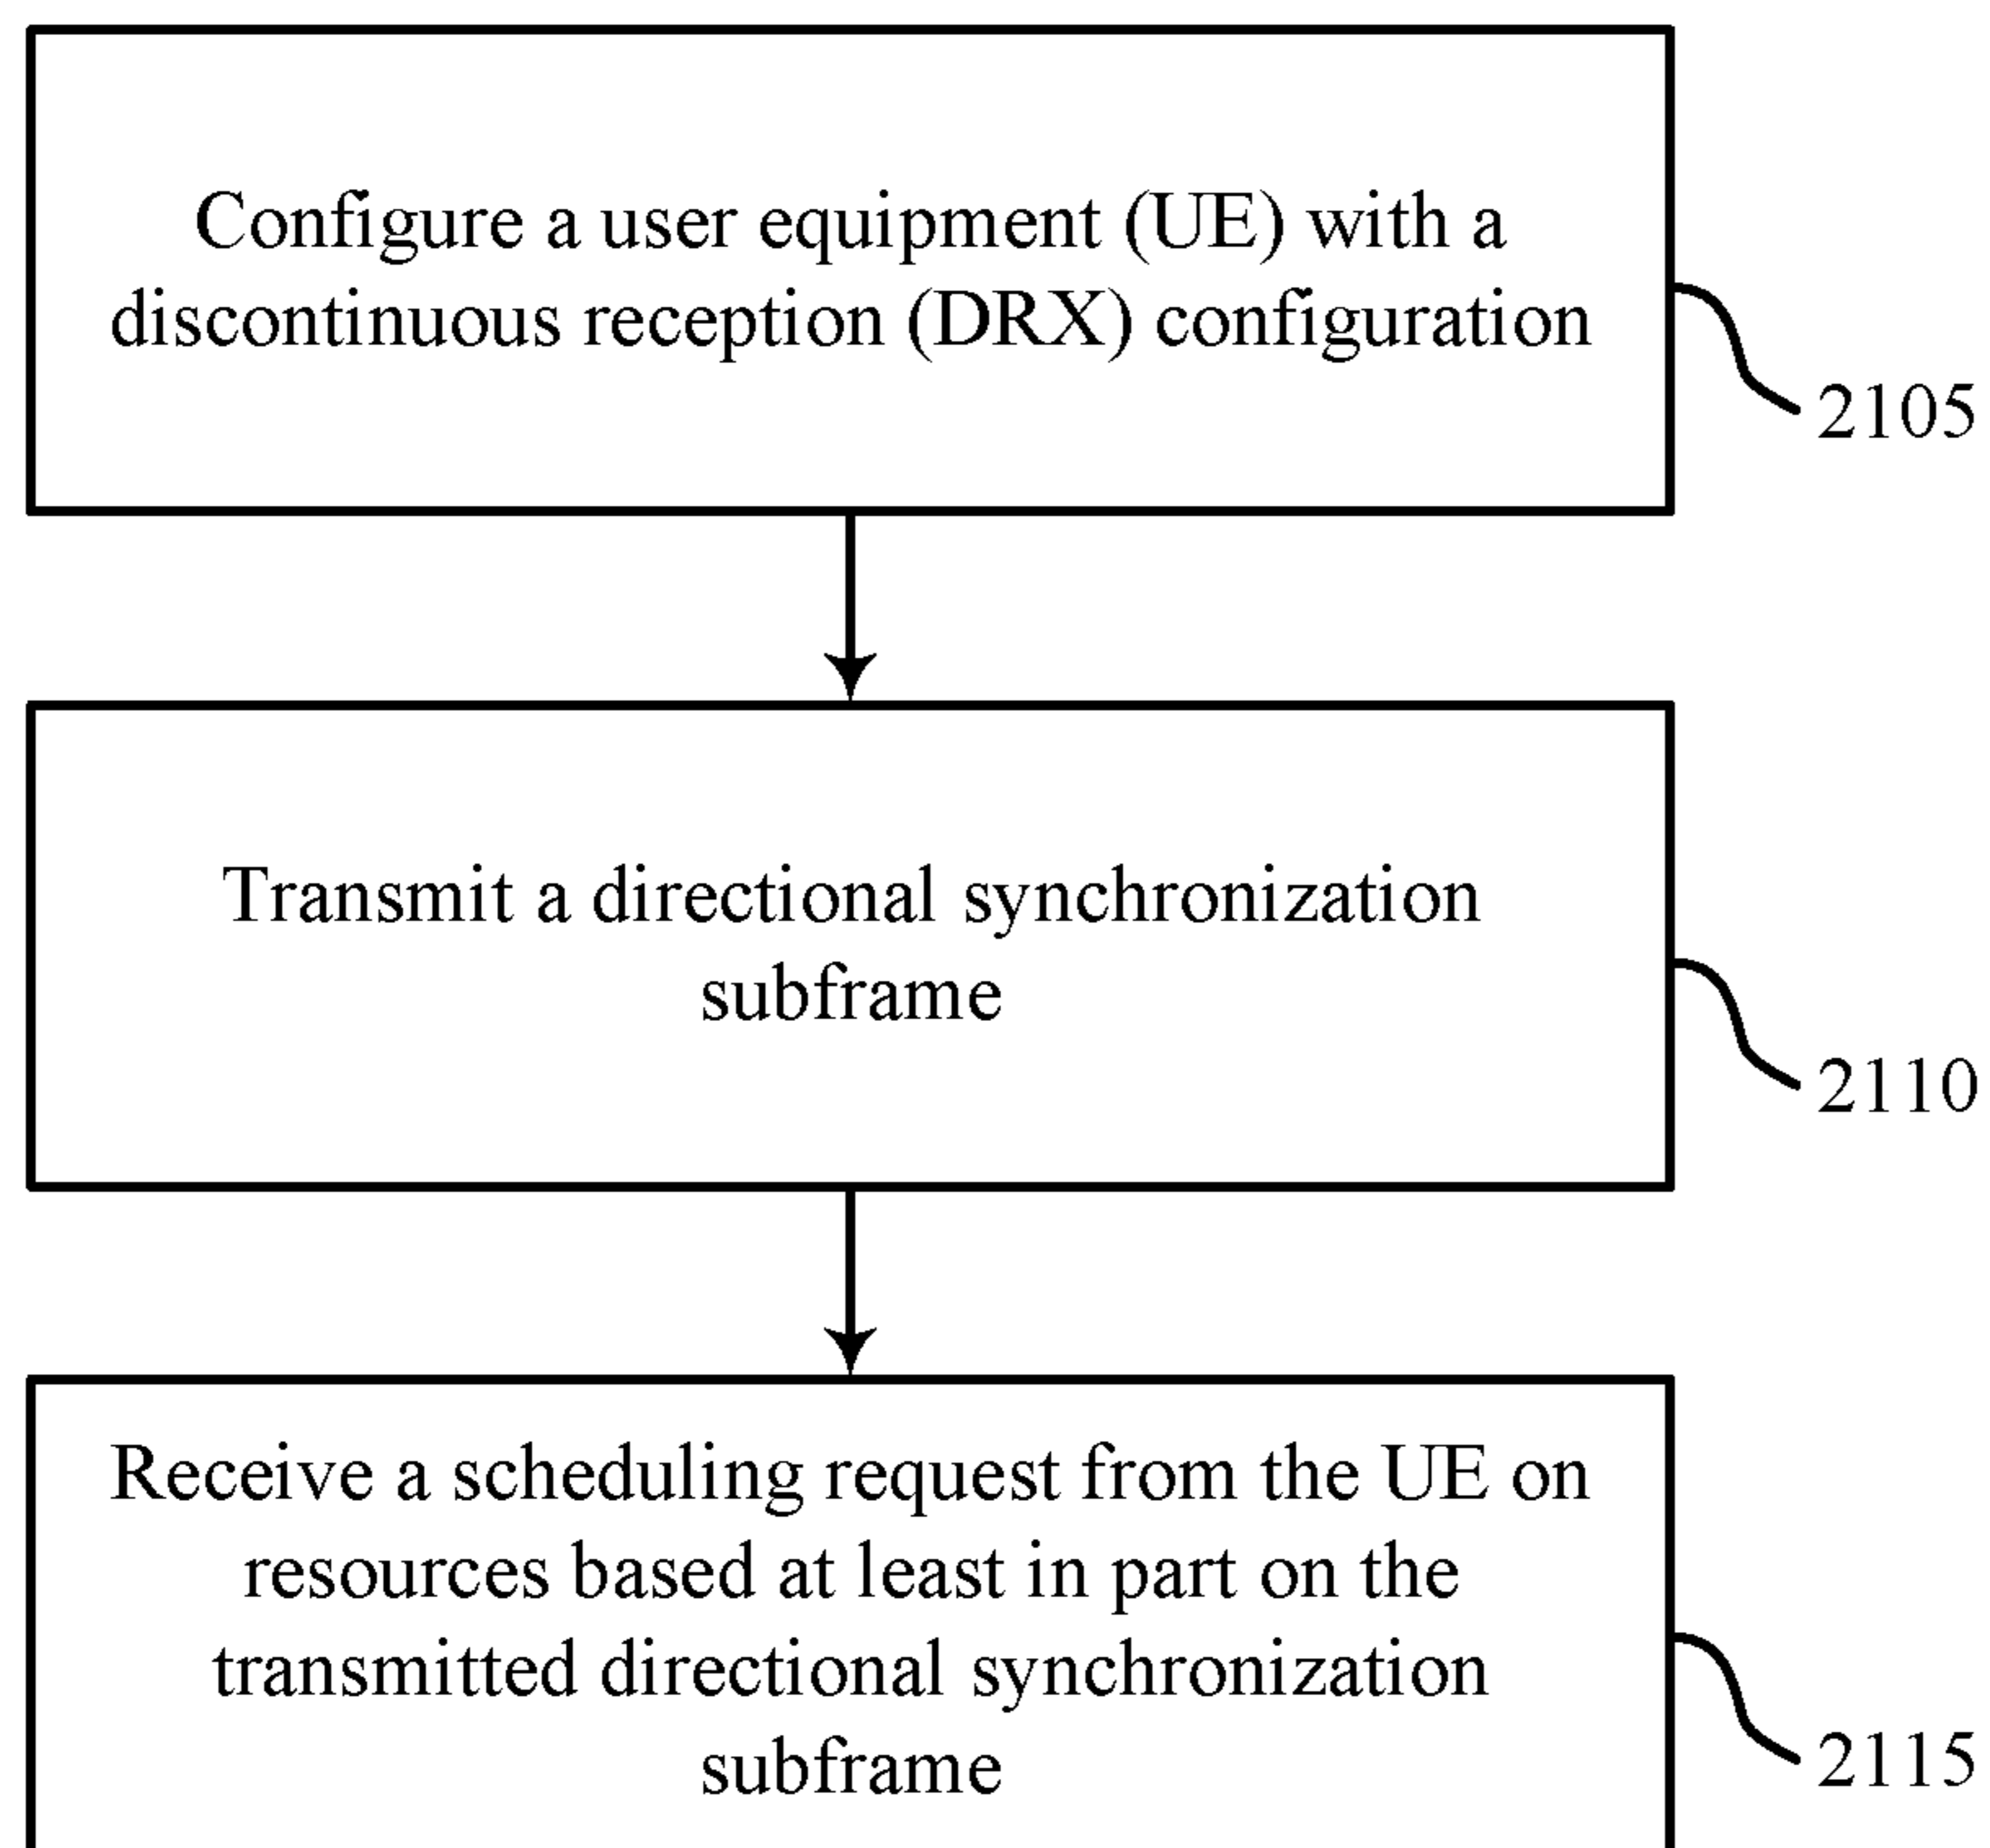 Configure a user equipment (UE) with a
discontinuous reception (DRX) configuration
2105
Transmit a directional synchronization
subframe
2110
Receive a scheduling request from the UE on
resources based at least in part on the
transmitted directional synchronization
subframe
2115